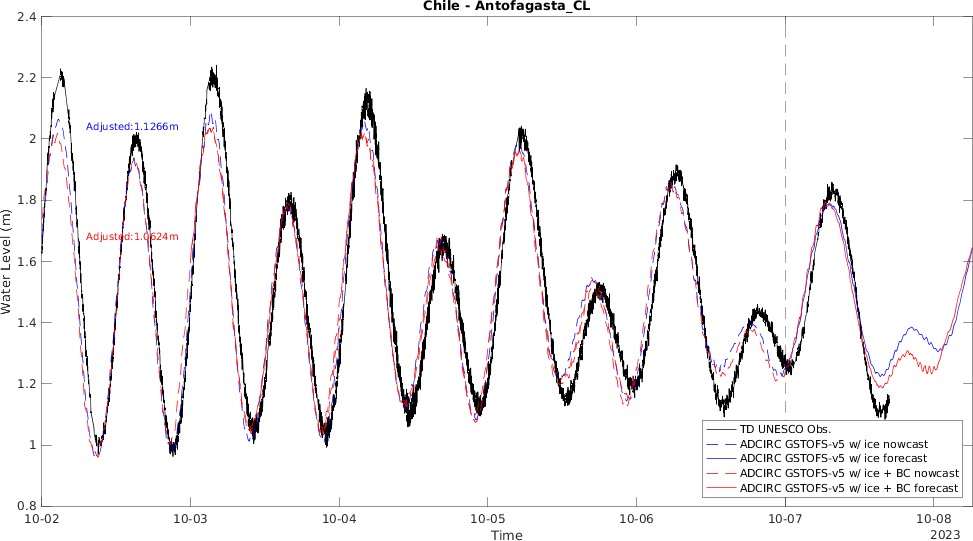 Chile - Antofagasta_CL
2.4
2.2
2
1.8
1.6
1.4
1.2
1
0.8
Water Level (m)
Adjusted:1.1266m
Adjusted:1.0624m
TD UNESCO Obs.
ADCIRC GSTOFS-v5 w/ ice nowcast
ADCIRC GSTOFS-v5 w/ ice forecast
ADCIRC GSTOFS-v5 w/ ice + BC nowcast
ADCIRC GSTOFS-v5 w/ ice + BC forecast
10-02 10-03 10-04 10-05 10-06 10-07 10-08
Time
2023